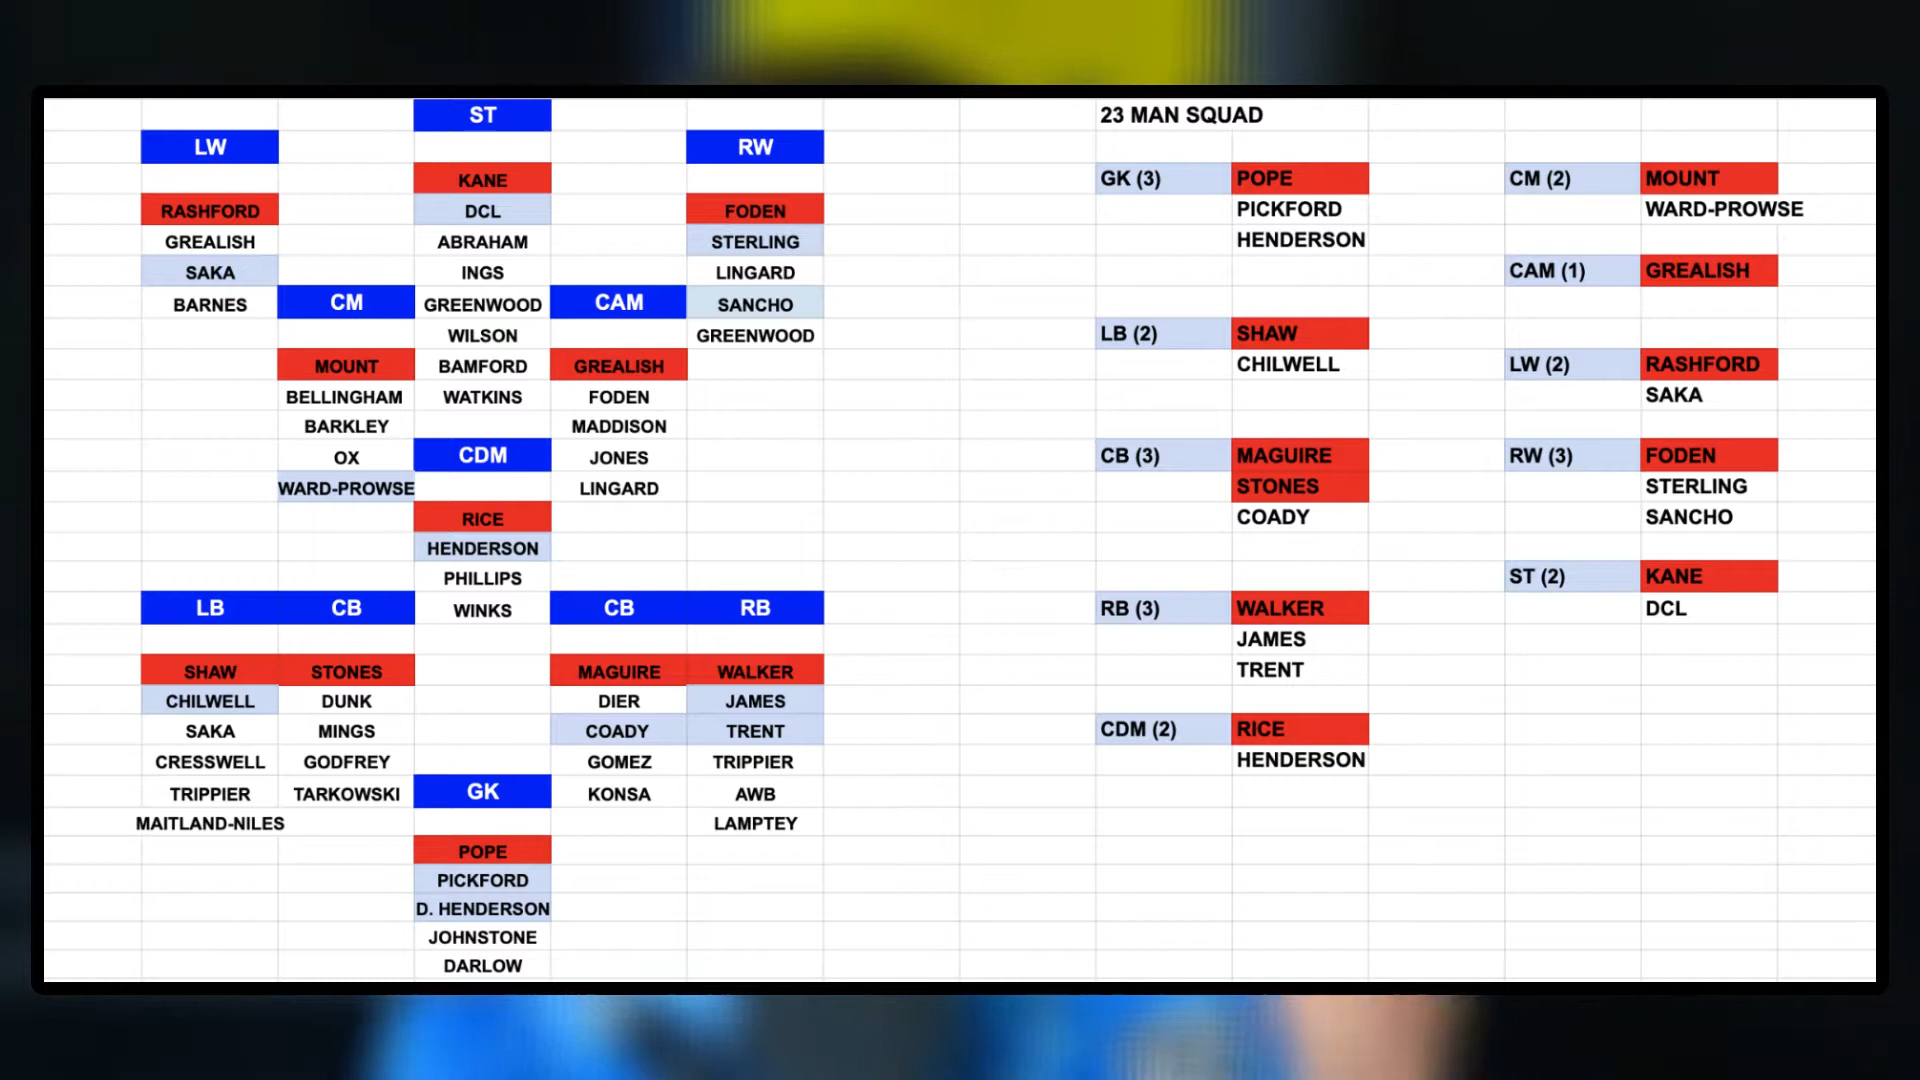 ST
LW
RW
KANE
RASHFORD
DCL
FODEN
GREALISH
ABRAHAM
STERLING
SAKA
INGS
LINGARD
BARNES
CM
GREENWOOD
CAM
SANCHO
WILSON
GREENWOOD
MOUNT
BAMFORD
GREALISH
BELLINGHAM
WATKINS
FODEN
BARKLEY
MADDISON
OX
CDM
JONES
WARD-PROWSE
LINGARD
RICE
HENDERSON
PHILLIPS
LB
CB
WINKS
CB
RB
SHAW
STONES
MAGUIRE
WALKER
CHILWELL
DUNK
DIER
JAMES
SAKA
MINGS
COADY
TRENT
CRESSWELL
GODFREY
GOMEZ
TRIPPIER
TRIPPIER
TARKOWSKI
GK
KONSA
AWB
MAITLAND-NILES
LAMPTEY
POPE
PICKFORD
D. HENDERSON
JOHNSTONE
DARLOW
23 MAN SQUAD
GK (3)
POPE
PICKFORD
HENDERSON
LB (2)
SHAW
CHILWELL
CB (3)
MAGUIRE
STONES
COADY
RB (3)
WALKER
JAMES
TRENT
CDM (2)
RICE
HENDERSON
CM (2)
MOUNT
WARD-PROWSE
CAM (1)
GREALISH
LW (2)
RASHFORD
SAKA
RW (3)
FODEN
STERLING
SANCHO
ST (2)
KANE
DCL